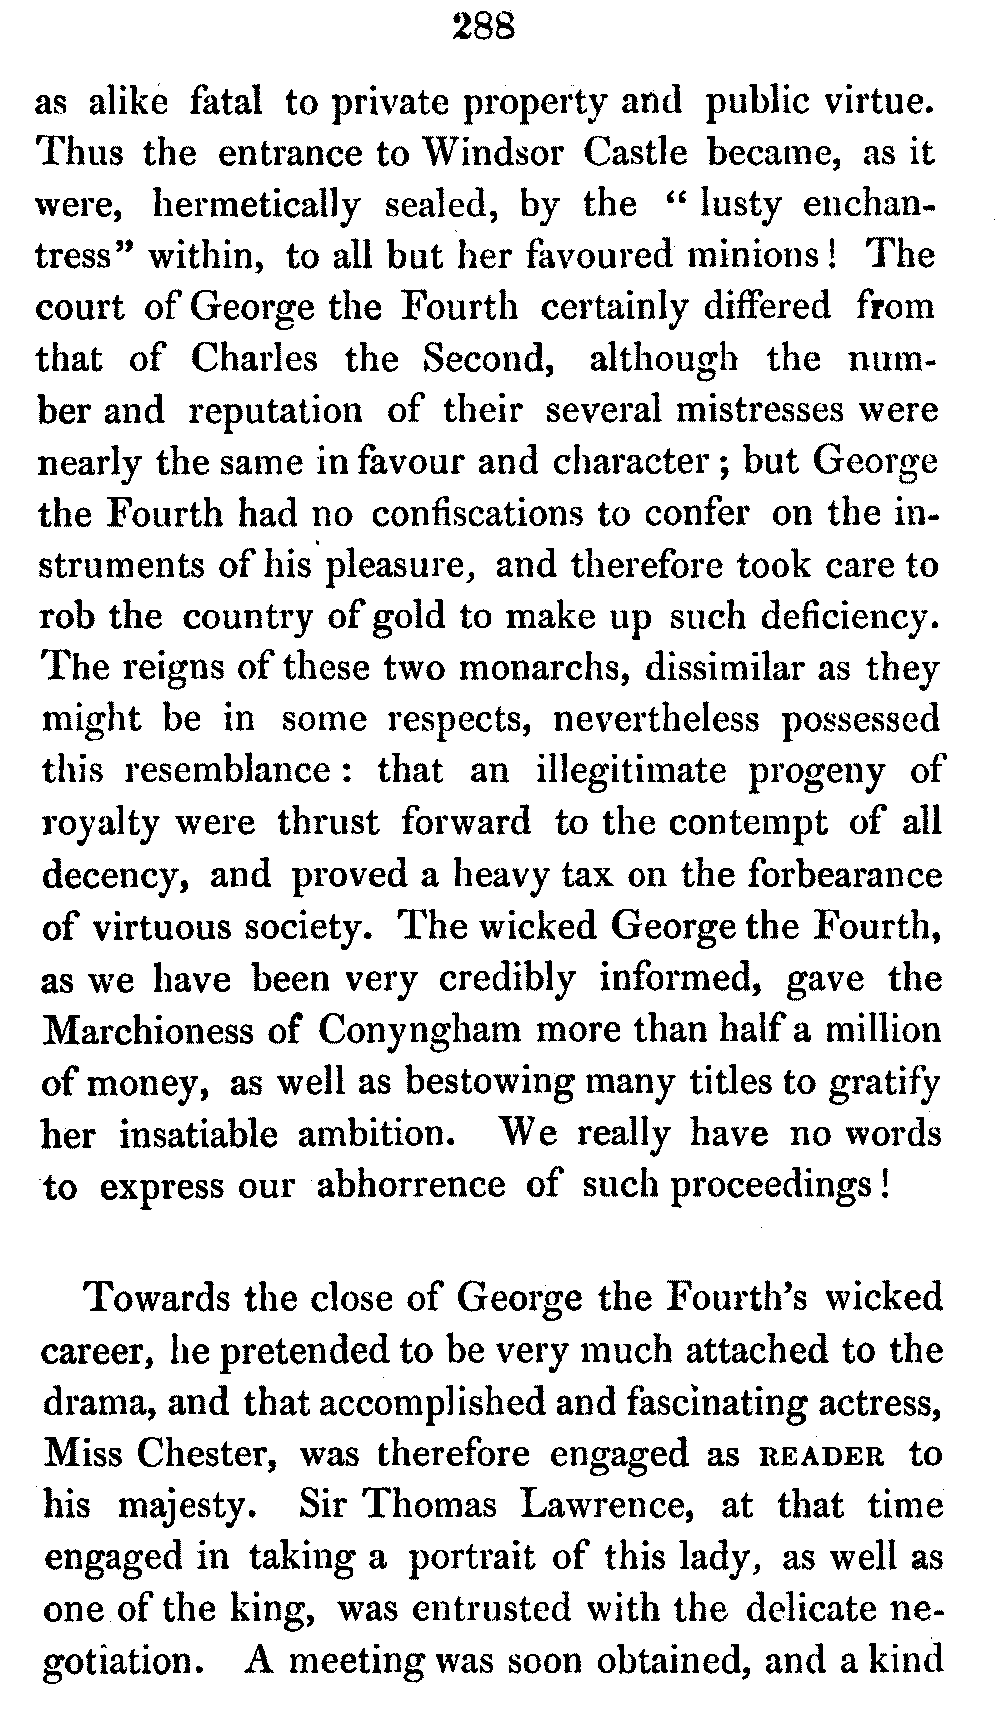 288
as alike fatal to private property and public virtue.
Thus the entrance to Windsor Castle became, as it
were, hermetically sealed, by the “ lusty enchan-
tress” within, to all but her favoured minions! The
court of George the Fourth certainly differed from
that of Charles the Second, although the num-
ber and reputation of their several mistresses were
nearly the same in favour and character; but George
the Fourth had no confiscations to confer on the in-
struments of his pleasure, and therefore took care to
rob the country of gold to make up such deficiency.
The reigns of these two monarchs, dissimilar as they
might be in some respects, nevertheless possessed
this resemblance: that an illegitimate progeny of
royalty were thrust forward to the contempt of all
decency, and proved a heavy tax on the forbearance
of virtuous society. The wicked George the Fourth,
as we have been very credibly informed, gave the
Marchioness of Conyngham more than half a million
of money, as well as bestowing many titles to gratify
her insatiable ambition. We really have no words
to express our abhorrence of such proceedings!
Towards the close of George the Fourth’s wicked
career, he pretended to be very much attached to the
drama, and that accomplished and fascinating actress,
Miss Chester, was therefore engaged as READER to
his majesty. Sir Thomas Lawrence, at that time
engaged in taking a portrait of this lady, as well as
one of the king, was entrusted with the delicate ne-
gotiation. A meeting was soon obtained, and a kind